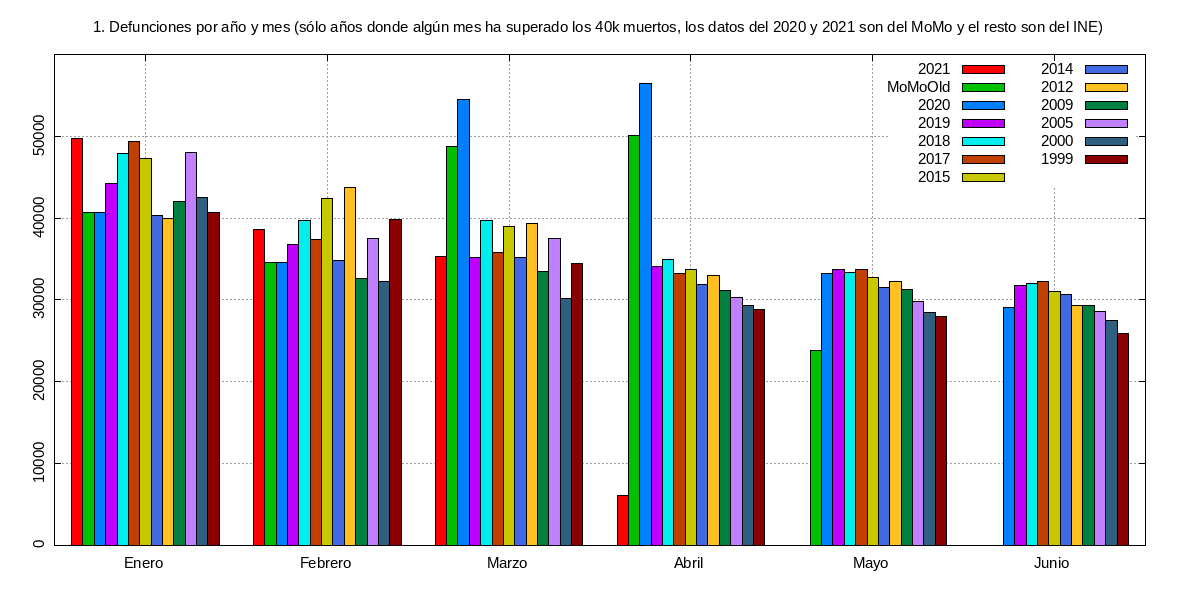 1. Defunciones por año y mes (sólo años donde algún mes ha superado los 40k muertos, los datos del 2020 y 2021 son del MoMo y el resto son del INE)
2021
MoMoOld
2020
2019
2018
2017
2015
2014
2012
2009
2005
2000
1999
50000
40000
30000
20000
10000
0
Enero
Febrero
Marzo
Abril
Mayo
Junio